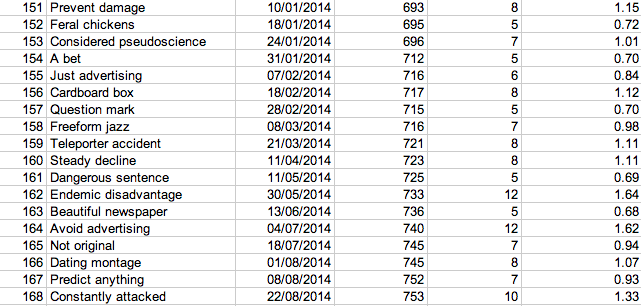 151 Prevent damage 10/01/2014 693 8 1.15
152 Feral chickens 18/01/2014 695 5 0.72
153 Considered pseudoscience 24/01/2014 696 7 1.01
154 A bet 31/01/2014 712 5 0.70
155 Just advertising 07/02/2014 716 6 0.84
156 Cardboard box 18/02/2014 717 8 1.12
157 Question mark 28/02/2014 715 5 0.70
158 Freeform jazz 08/03/2014 716 7 0.98
159 Teleporter accident 21/03/2014 721 8 1.11
160 Steady decline 11/04/2014 723 8 1.11
161 Dangerous sentence 11/05/2014 725 5 0.69
162 Endemic disadvantage 30/05/2014 733 12 1.64
163 Beautiful newspaper 13/06/2014 736 5 0.68
164 Avoid advertising 04/07/2014 740 12 1.62
165 Not original 18/07/2014 745 7 0.94
166 Dating montage 01/08/2014 745 8 1.07
167 Predict anything 08/08/2014 752 7 0.93
168 Constantly attacked 22/08/2014 753 10 1.33